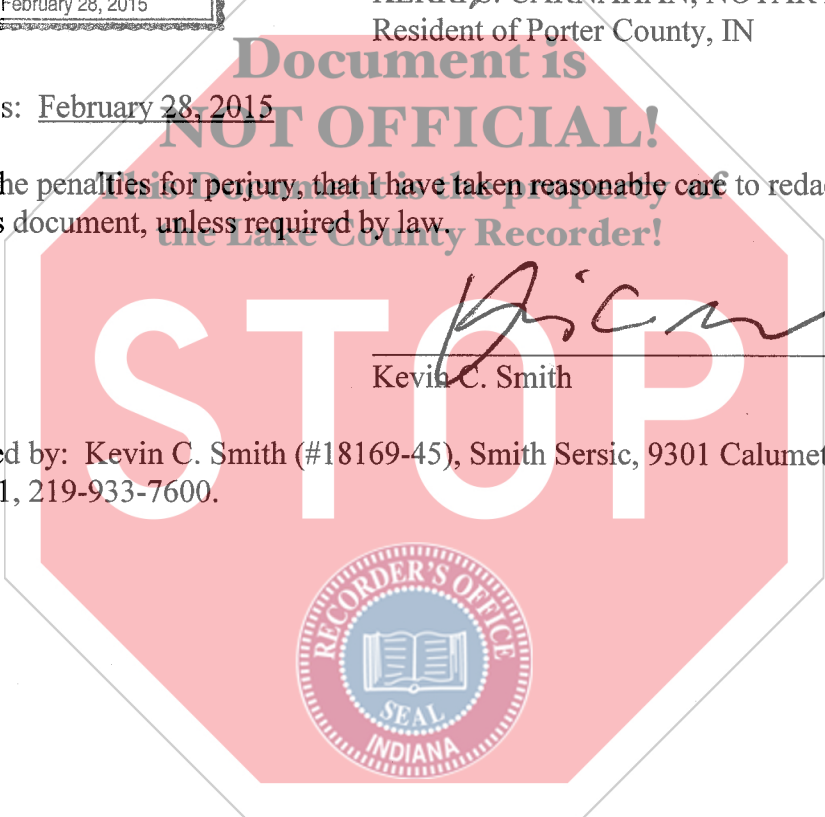 February 28, 2015
CARNAHAN, NOTAR
Resident of Porter County, IN
Document is
s: February 28, 2015
NOT OFFICIAL!
he penalties for perjury, that I have taken reasonable care to reda
This Document is the property of
s document, unless required by law.
the Lake County Recorder!
STOP
Kevin C. Smith
ed by: Kevin C. Smith (#18169-45), Smith Sersic, 9301 Calumet
1, 219-933-7600.
RECORDER'S OFFICE
SEAL
INDIANA